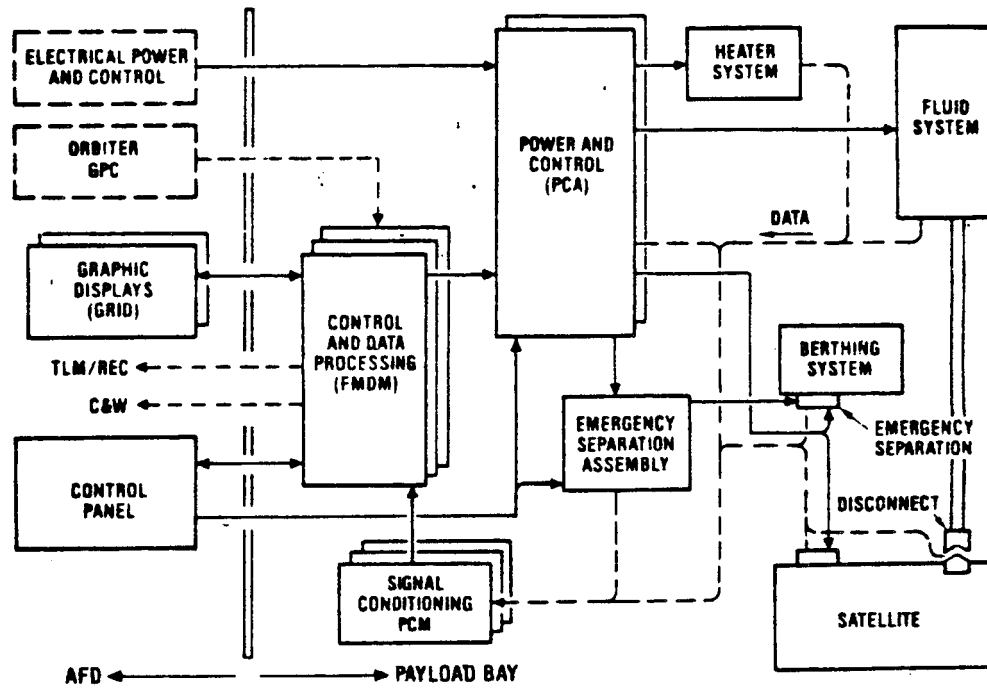 ELECTRICAL POWER
AND CONTROL
ORBITER
GPC
GRAPHIC
DISPLAYS
(GRID)
TLM/REC
C&W
CONTROL
PANEL
CONTROL
AND DATA
PROCESSING
(FMDM)
SIGNAL
CONDITIONING
PCM
POWER AND
CONTROL
(PCA)
HEATER
SYSTEM
FLUID
SYSTEM
DATA
BERTHING
SYSTEM
EMERGENCY
SEPARATION
ASSEMBLY
EMERGENCY
SEPARATION
DISCONNECT
SATELLITE
AFD
PAYLOAD BAY